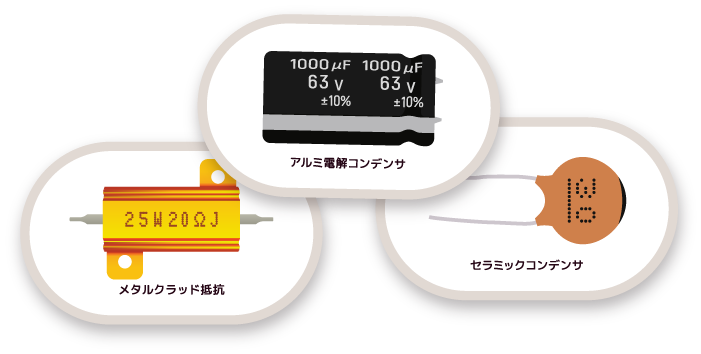 1000μF 1000μF
63 V 63 V
±10% ±10%
アルミ電解コンデンサ
25W20ΩJ
メタルクラッド抵抗
セラミックコンデンサ